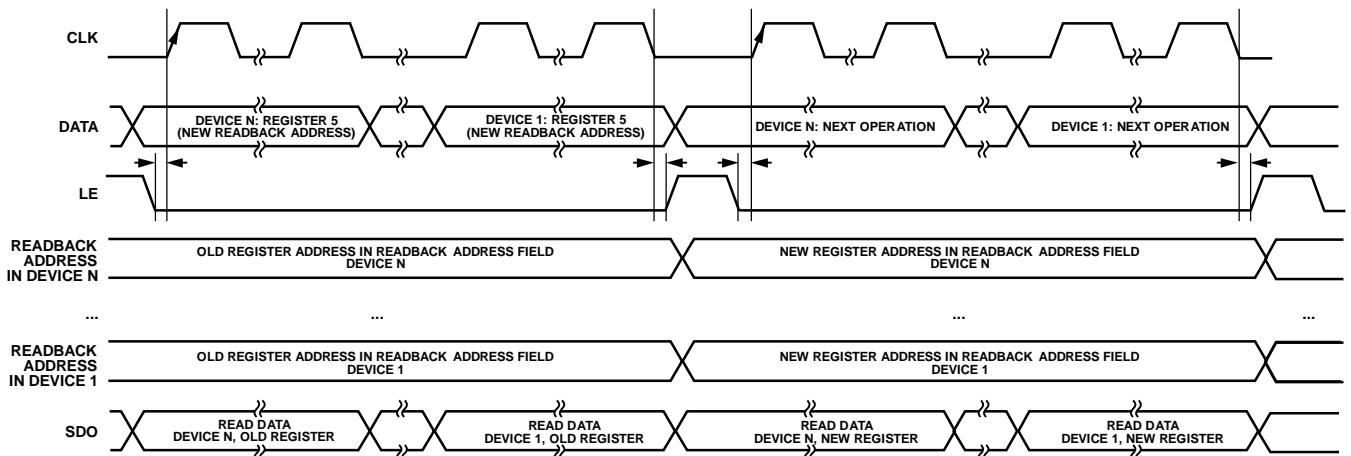 CLK
DATA
DEVICE N: REGISTER 5
(NEW READBACK ADDRESS)
DEVICE 1: REGISTER 5
(NEW READBACK ADDRESS)
DEVICE N: NEXT OPERATION
DEVICE 1: NEXT OPERATION
LE
READBACK
ADDRESS
IN DEVICE N
OLD REGISTER ADDRESS IN READBACK ADDRESS FIELD
DEVICE N
NEW REGISTER ADDRESS IN READBACK ADDRESS FIELD
DEVICE N
...
...
...
...
READBACK
ADDRESS
IN DEVICE 1
OLD REGISTER ADDRESS IN READBACK ADDRESS FIELD
DEVICE 1
NEW REGISTER ADDRESS IN READBACK ADDRESS FIELD
DEVICE 1
SDO
READ DATA
DEVICE N, OLD REGISTER
READ DATA
DEVICE 1, OLD REGISTER
READ DATA
DEVICE N, NEW REGISTER
READ DATA
DEVICE 1, NEW REGISTER